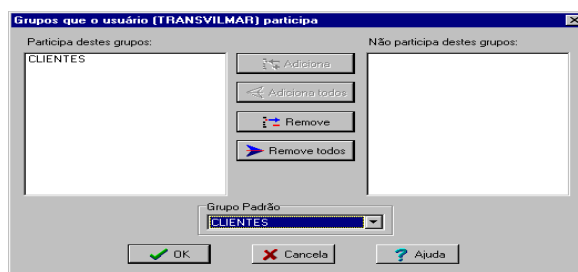 Grupos que o usuário (TRANSVILMAR) participa
Participa destes grupos:
Não participa destes grupos:
CLIENTES
Adiciona
Adiciona todos
Remove
Remove todos
Grupo Padrão
CLIENTES
OK
Cancela
Ajuda